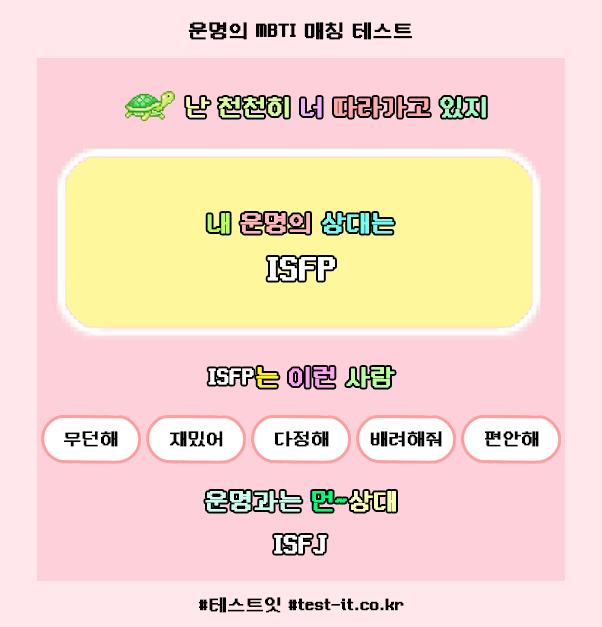 운명의 MBTI 매칭 테스트
난 천천히 너 따라가고 있지
내 운명의 상대는
ISFP
ISFP는 이런 사람
무던해 재밌어 다정해 배려해줘 편안해
운명과는 먼~상대
ISFJ
#테스트잇 #test-it.co.kr